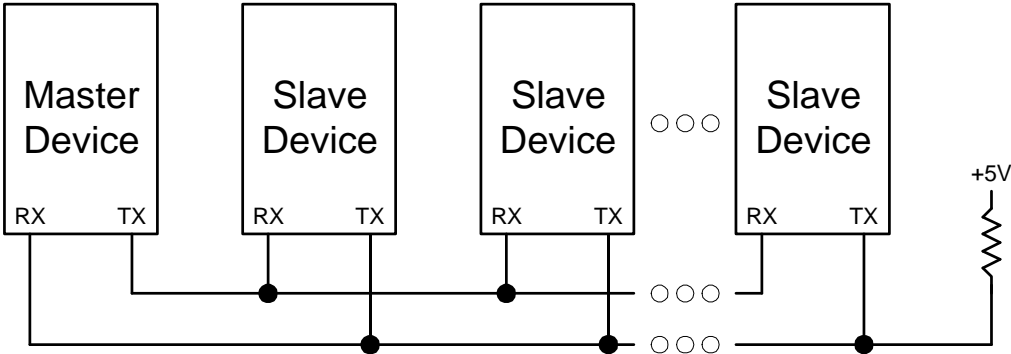 Master
Device
Slave
Device
Slave
Device
Slave
Device
+5V
RX TX RX TX RX TX RX TX